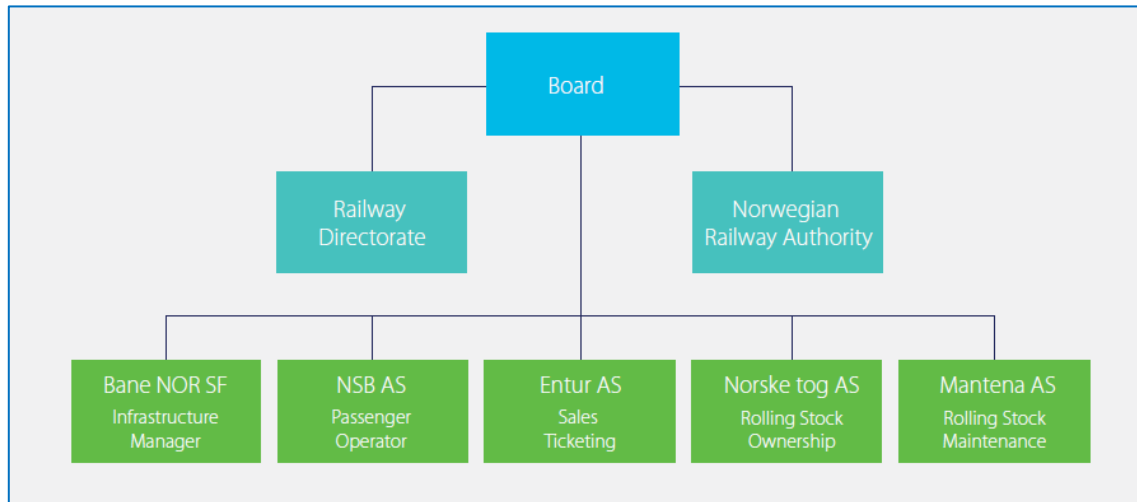 Board
Railway
Directorate
Norwegian
Railway Authority
Bane NOR SF
Infrastructure
Manager
NSB AS
Passenger
Operator
Entur AS
Sales
Ticketing
Norske tog AS
Rolling Stock
Ownership
Mantena AS
Rolling Stock
Maintenance